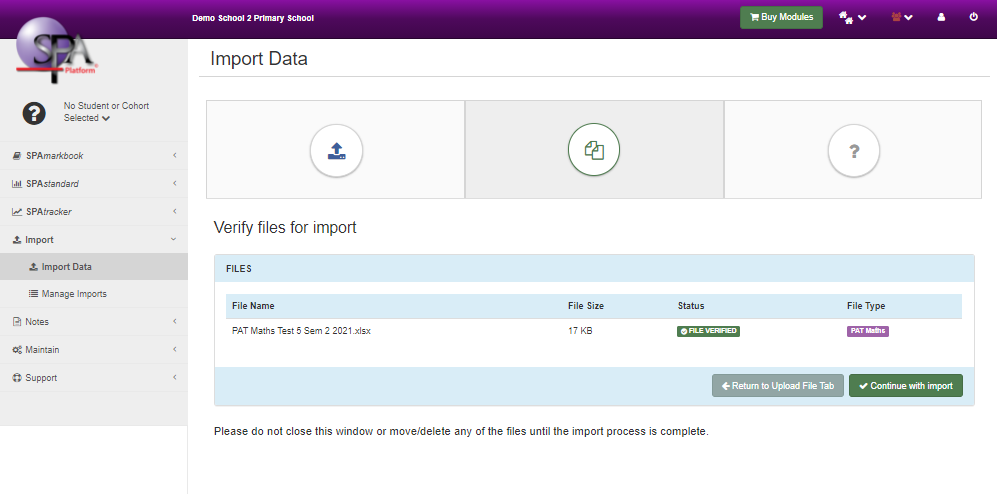 Demo School 2 Primary School
Buy Modules
SPA
Platform
Import Data
No Student or Cohort
Selected
SPAmarkbook
SPAstandard
SPAtracker
Import
Import Data
Manage Imports
Notes
Maintain
Support
Verify files for import
FILES
File Name File Size Status File Type
PAT Maths Test 5 Sem 2 2021.xlsx 17 KB FILE VERIFIED PAT Maths
Return to Upload File Tab Continue with import
Please do not close this window or move/delete any of the files until the import process is complete.